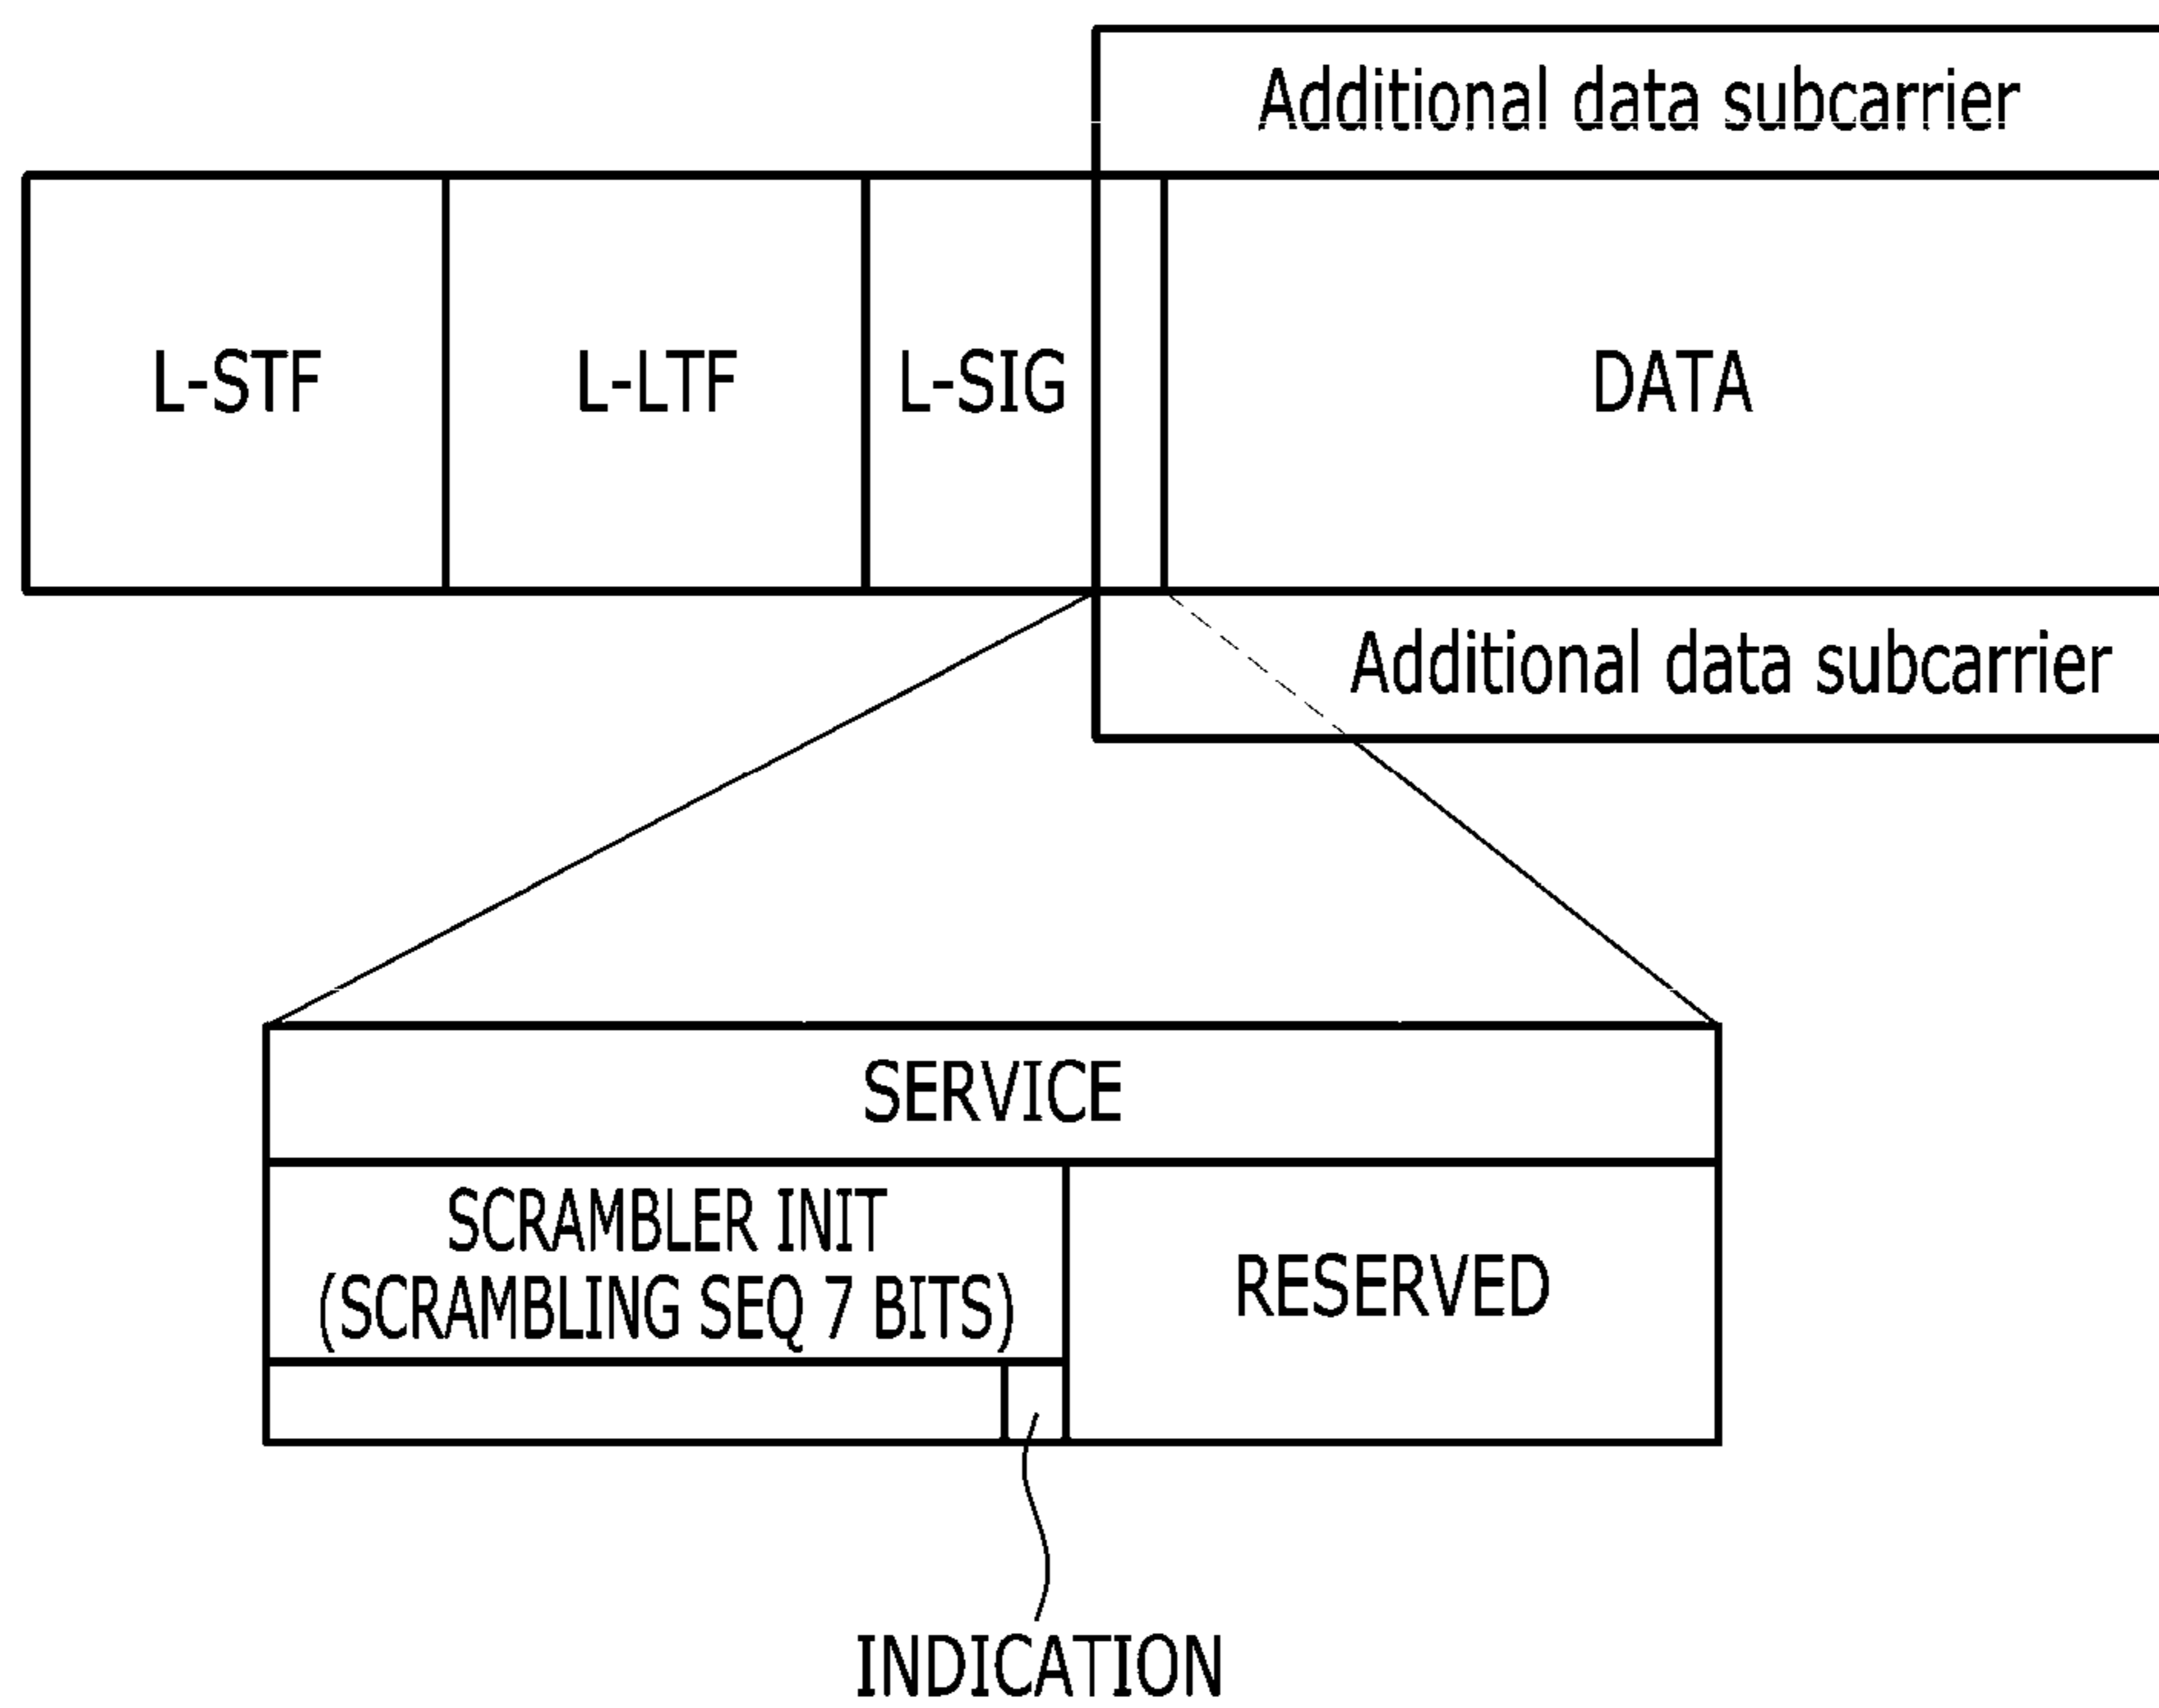 Additional data subcarrier
L-STF
L-LTF
L-SIG
DATA
Additional data subcarrier
SERVICE
SCRAMBLER INIT
(SCRAMBLING SEQ 7 BITS)
RESERVED
INDICATION